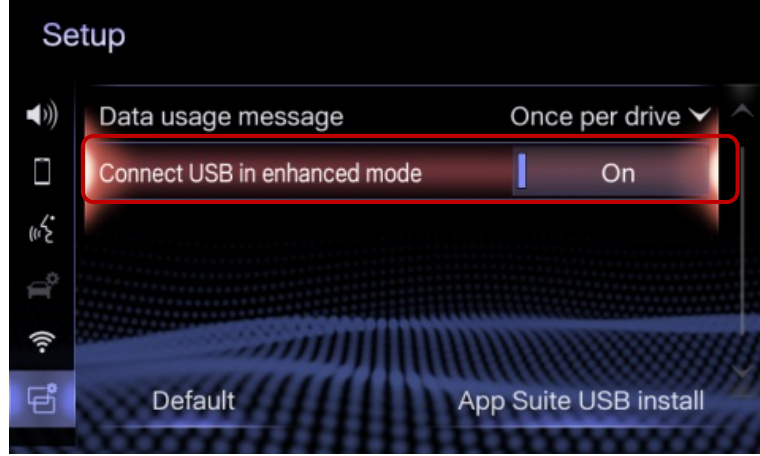 Setup
Data usage message Once per drive
Connect USB in enhanced mode On
Default App Suite USB install